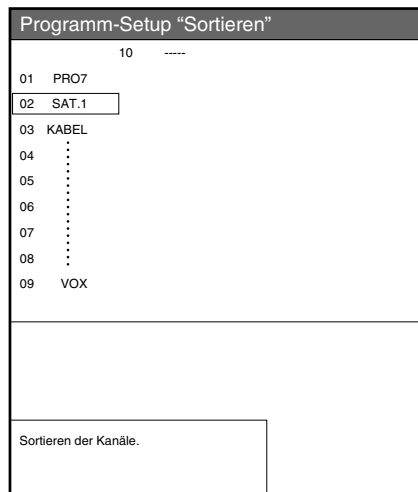 Programm-Setup “Sortieren”
10 -----
01 PRO7
02 SAT.1
03 KABEL
04
05
06
07
08
09 VOX
Sortieren der Kanäle.